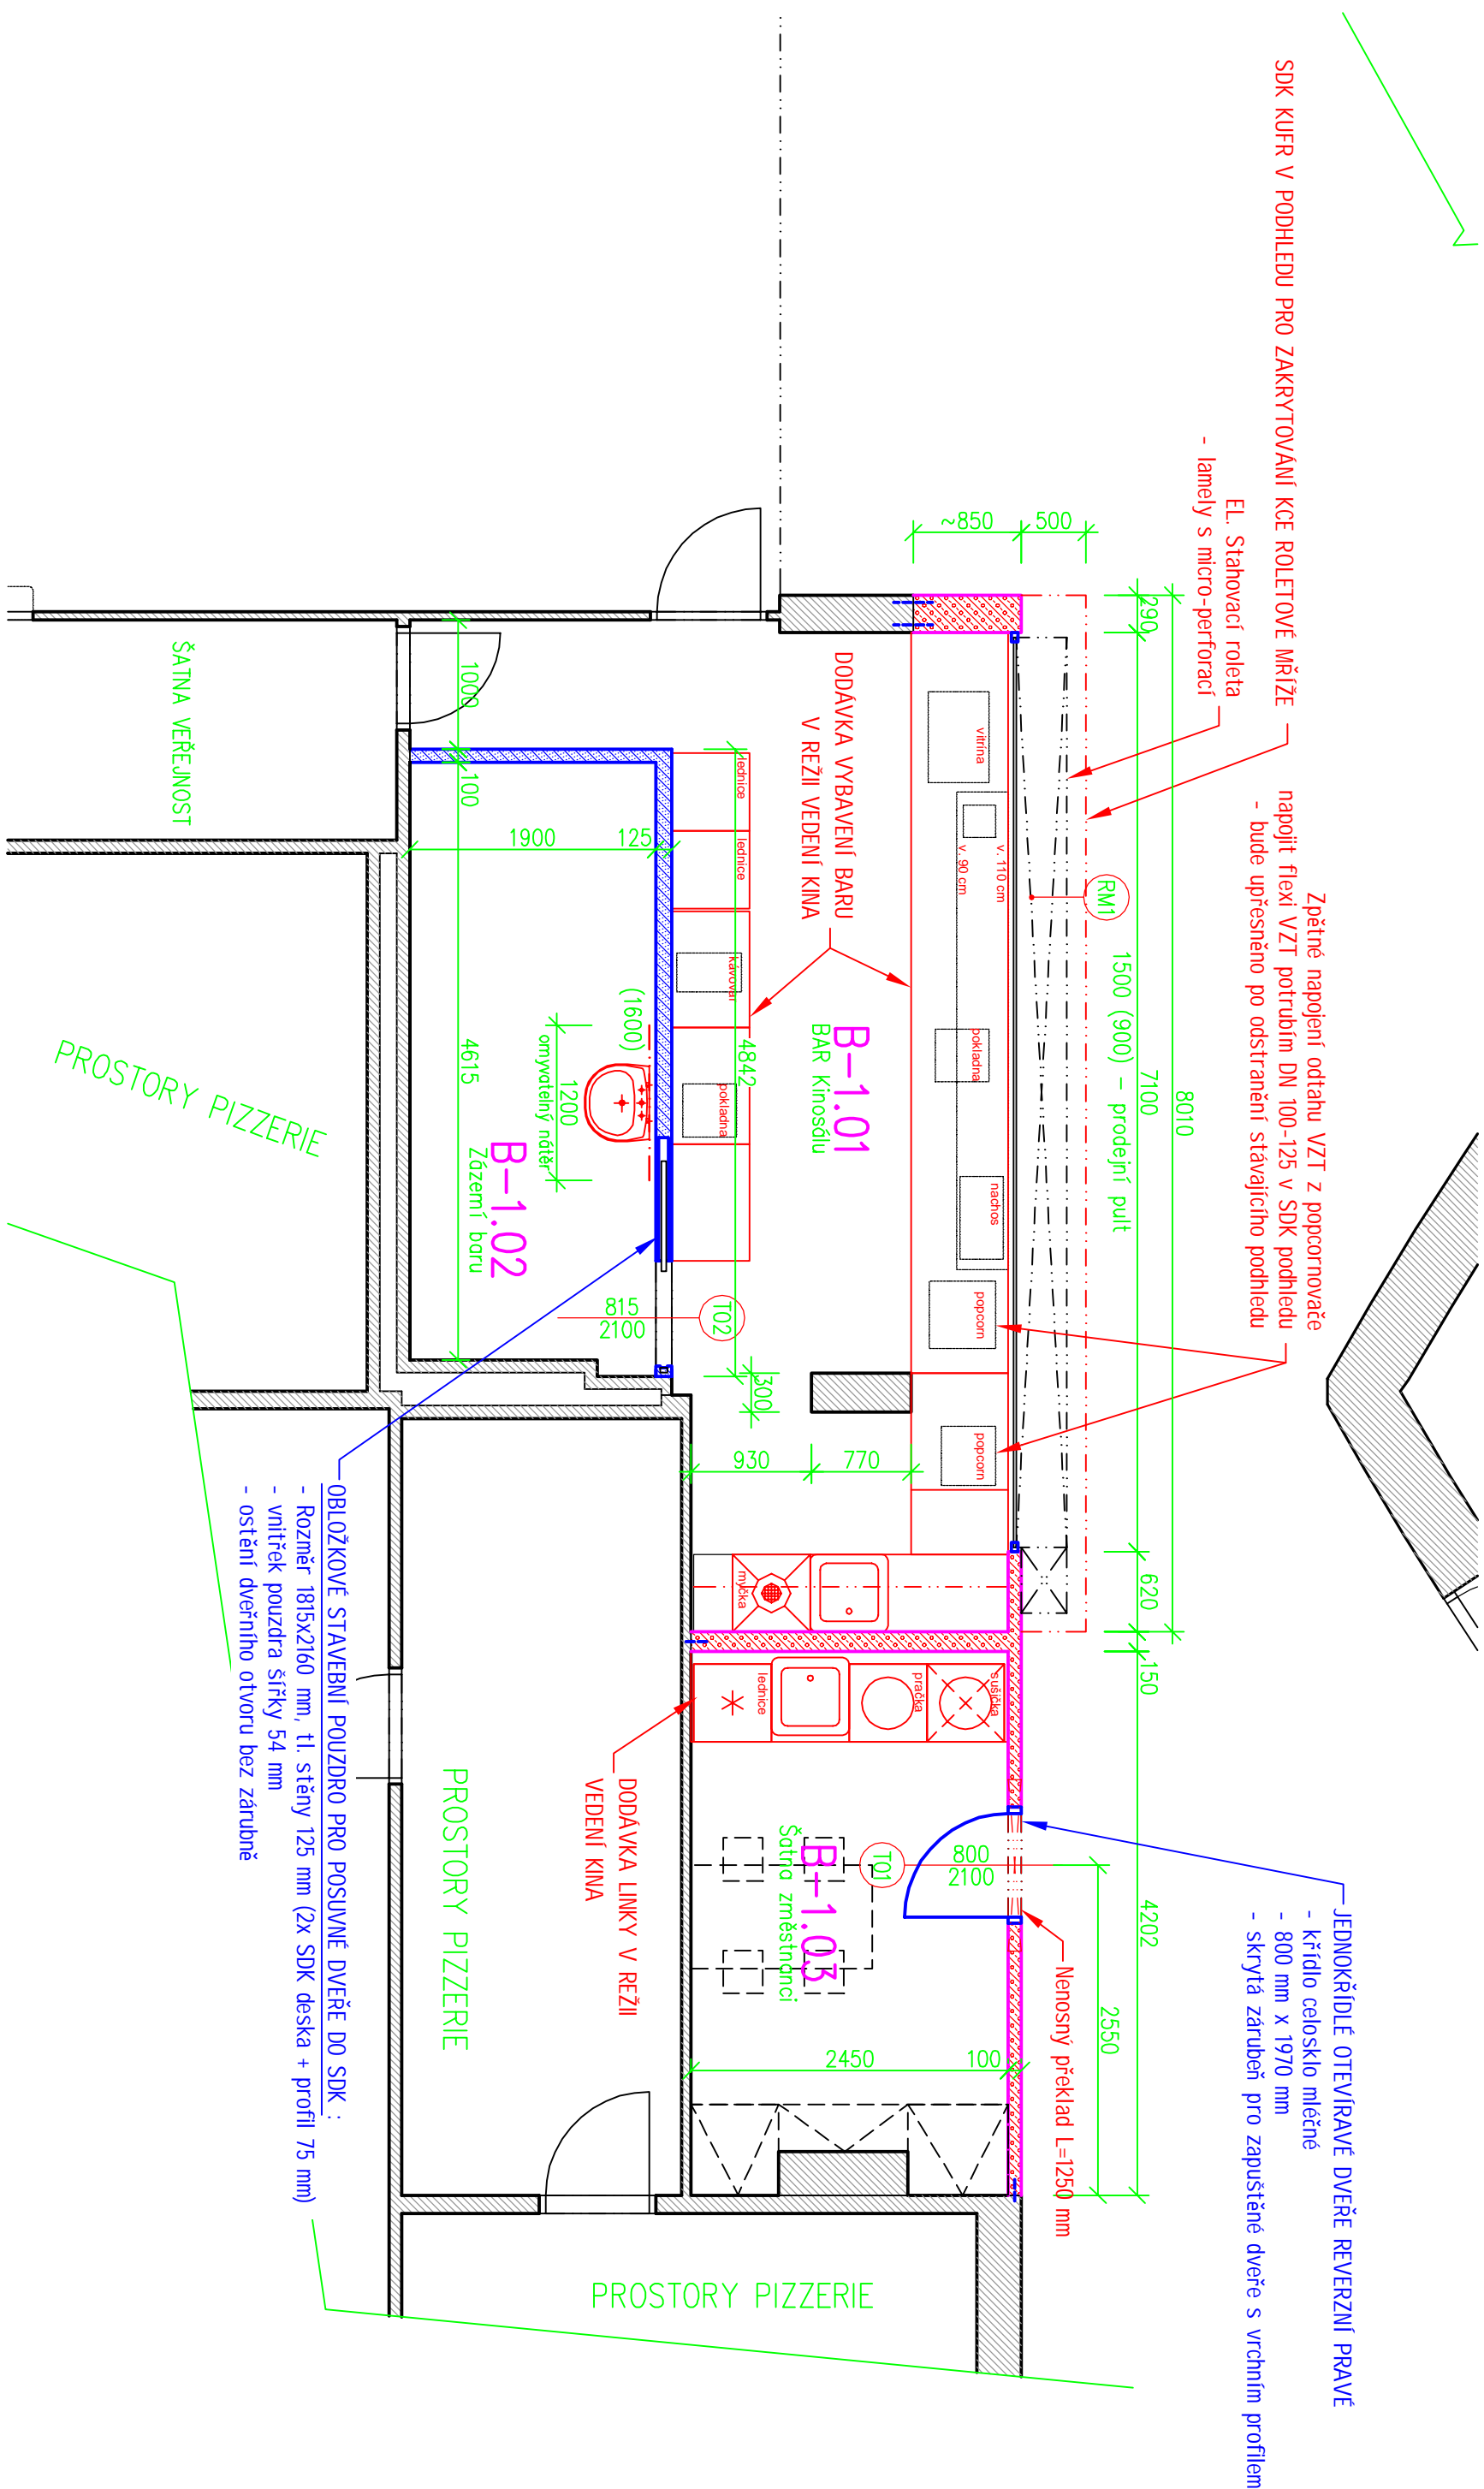 SDK KUFR V PODHLEDU PRO ZAKRYTOVÁNÍ KCE ROLETOVÉ MŘÍŽE
EL. Stahovací roleta
- lamely s micro-perforací
Zpětné napojení odtahu VZT z popcornovače
napojit flexi VZT potrubím DN 100-125 v SDK podhledu
- bude upřesněno po odstranění stávajícího podhledu
JEDNOKŘÍDLÉ OTEVÍRAVÉ DVEŘE REVERZNÍ PRAVÉ
- křídlo celosklo mléčné
- 800 mm x 1970 mm
- skrytá zárubeň pro zapuštěné dveře s vrchním profilem
8010
290
7100
620
150
4202
2550
1500 (900) – prodejní pult
RM1
~850
500
Nenosný překlad L=1250 mm
vitrína
v. 110 cm
v. 90 cm
pokladna
nachos
popcorn
popcorn
sušička
pračka
lednice
myčka
800
2100
T01
2450
100
DODÁVKA VYBAVENÍ BARU
V REŽII VEDENÍ KINA
B-1.01
BAR Kinosálu
B-1.03
Šatna změstnanci
lednice
lednice
kávovar
pokladna
4842
T02
300
930
770
815
2100
125
1900
(1600)
1200
omyvatelný nátěr
B-1.02
Zázemí baru
1000
100
4615
DODÁVKA LINKY V REŽII
VEDENÍ KINA
ŠATNA VEŘEJNOST
PROSTORY PIZZERIE
PROSTORY PIZZERIE
PROSTORY PIZZERIE
OBLOŽKOVÉ STAVEBNÍ POUZDRO PRO POSUVNÉ DVEŘE DO SDK :
- Rozměr 1815x2160 mm, tl. stěny 125 mm (2x SDK deska + profil 75 mm)
- vnitřek pouzdra šířky 54 mm
- ostění dveřního otvoru bez zárubně